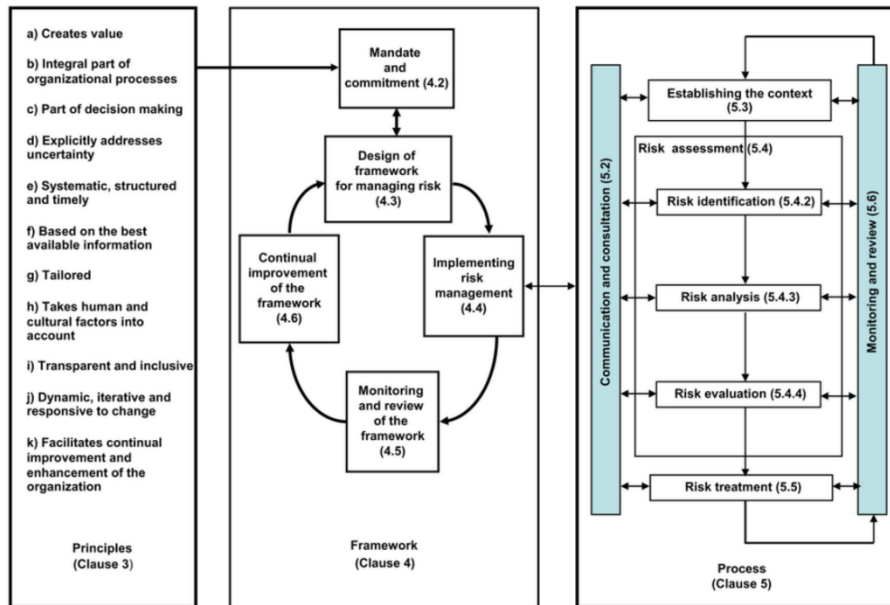 a) Creates value
b) Integral part of
organizational processes
c) Part of decision making
d) Explicitly addresses
uncertainty
e) Systematic, structured
and timely
f) Based on the best
available information
g) Tailored
h) Takes human and
cultural factors into
account
i) Transparent and inclusive
j) Dynamic, iterative and
responsive to change
k) Facilitates continual
improvement and
enhancement of the
organization
Principles
(Clause 3)
Mandate
and
commitment (4.2)
Design of
framework
for managing risk
(4.3)
Implementing
risk
management
(4.4)
Monitoring
and review
of the
framework
(4.5)
Continual
improvement
of the
framework
(4.6)
Framework
(Clause 4)
Communication and consultation (5.2)
Establishing the context
(5.3)
Risk assessment (5.4)
Risk identification (5.4.2)
Risk analysis (5.4.3)
Risk evaluation (5.4.4)
Risk treatment (5.5)
Monitoring and review (5.6)
Process
(Clause 5)